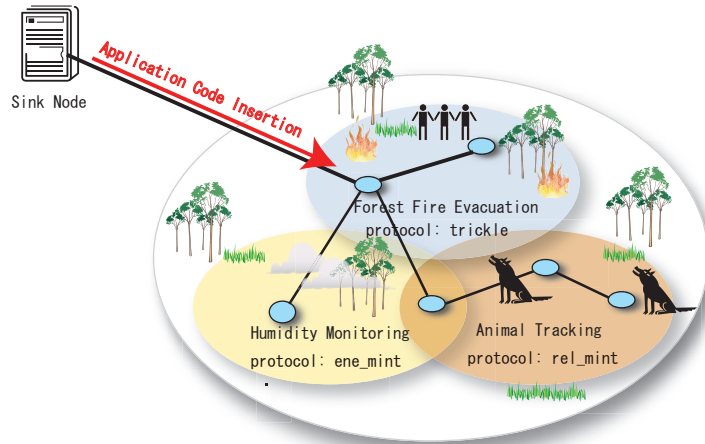 Application Code Insertion
Sink Node
Forest Fire Evacuation
protocol: trickle
Humidity Monitoring
protocol: ene_mint
Animal Tracking
protocol: rel_mint